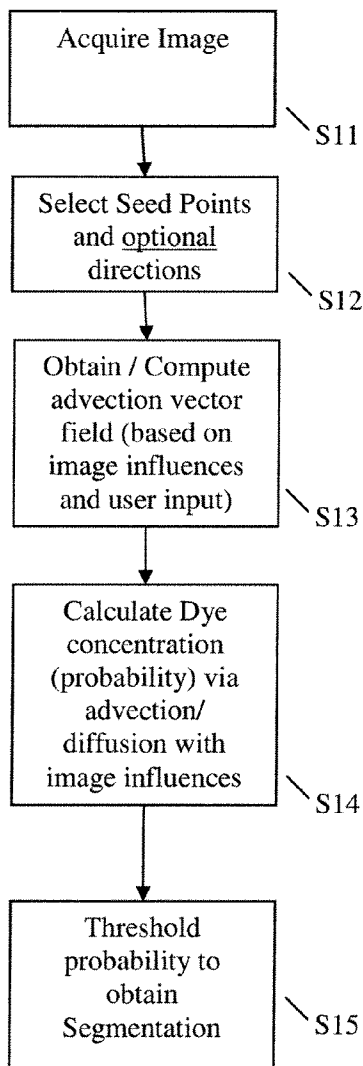 Acquire Image
S11
Select Seed Points
and optional
directions
S12
Obtain / Compute
advection vector
field (based on
image influences
and user input)
S13
Calculate Dye
concentration
(probability) via
advection/
diffusion with
image influences
S14
Threshold
probability to
obtain
Segmentation
S15